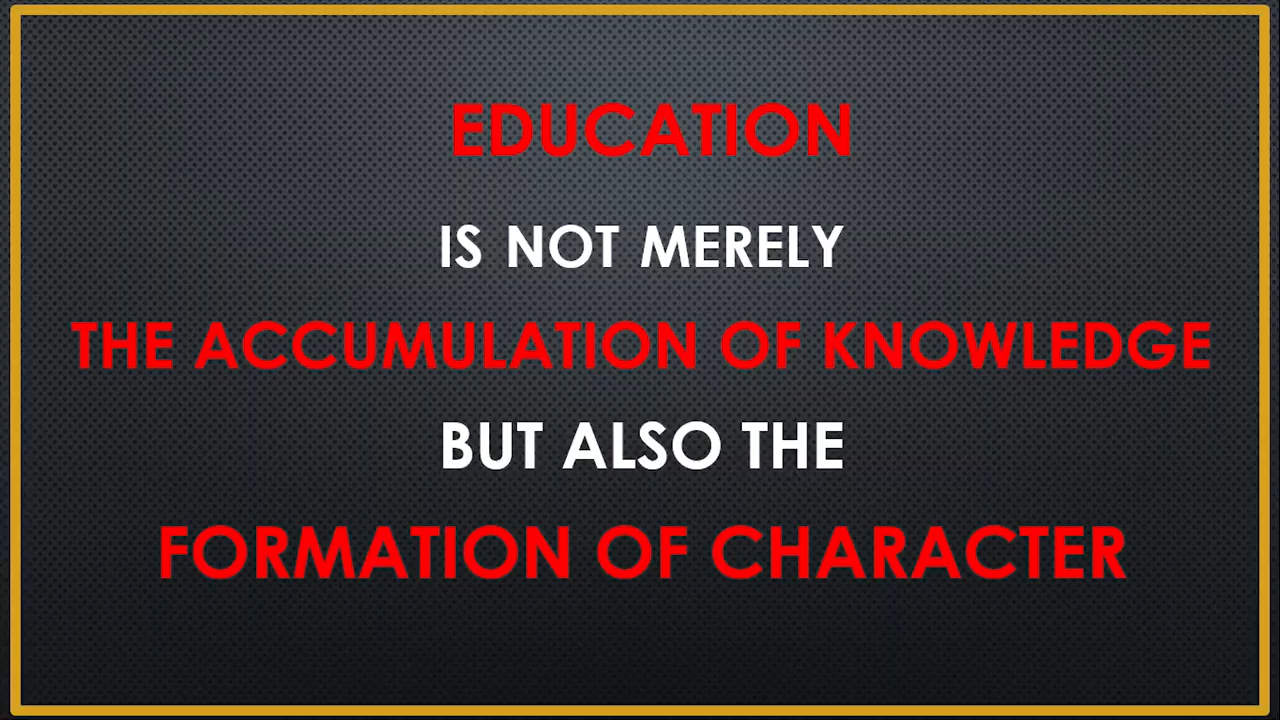 EDUCATION
IS NOT MERELY
THE ACCUMULATION OF KNOWLEDGE
BUT ALSO THE
FORMATION OF CHARACTER